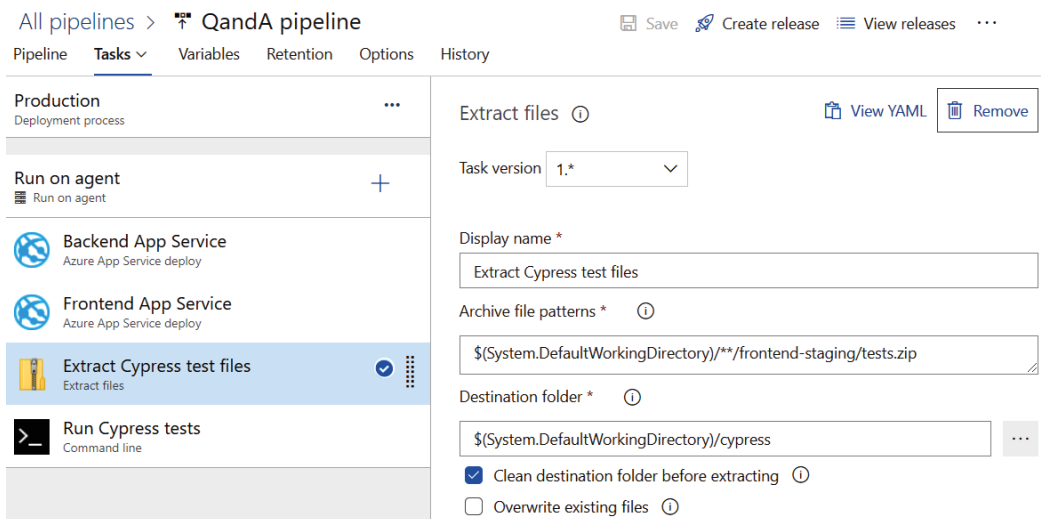 All pipelines > QandA pipeline
Save Create release View releases ...
Pipeline Tasks Variables Retention Options History
Production
Deployment process
Run on agent
Run on agent
Backend App Service
Azure App Service deploy
Frontend App Service
Azure App Service deploy
Extract Cypress test files
Extract files
Run Cypress tests
Command line
Extract files
View YAML Remove
Task version 1.*
Display name *
Extract Cypress test files
Archive file patterns *
$(System.DefaultWorkingDirectory)/**/frontend-staging/tests.zip
Destination folder *
$(System.DefaultWorkingDirectory)/cypress
Clean destination folder before extracting
Overwrite existing files